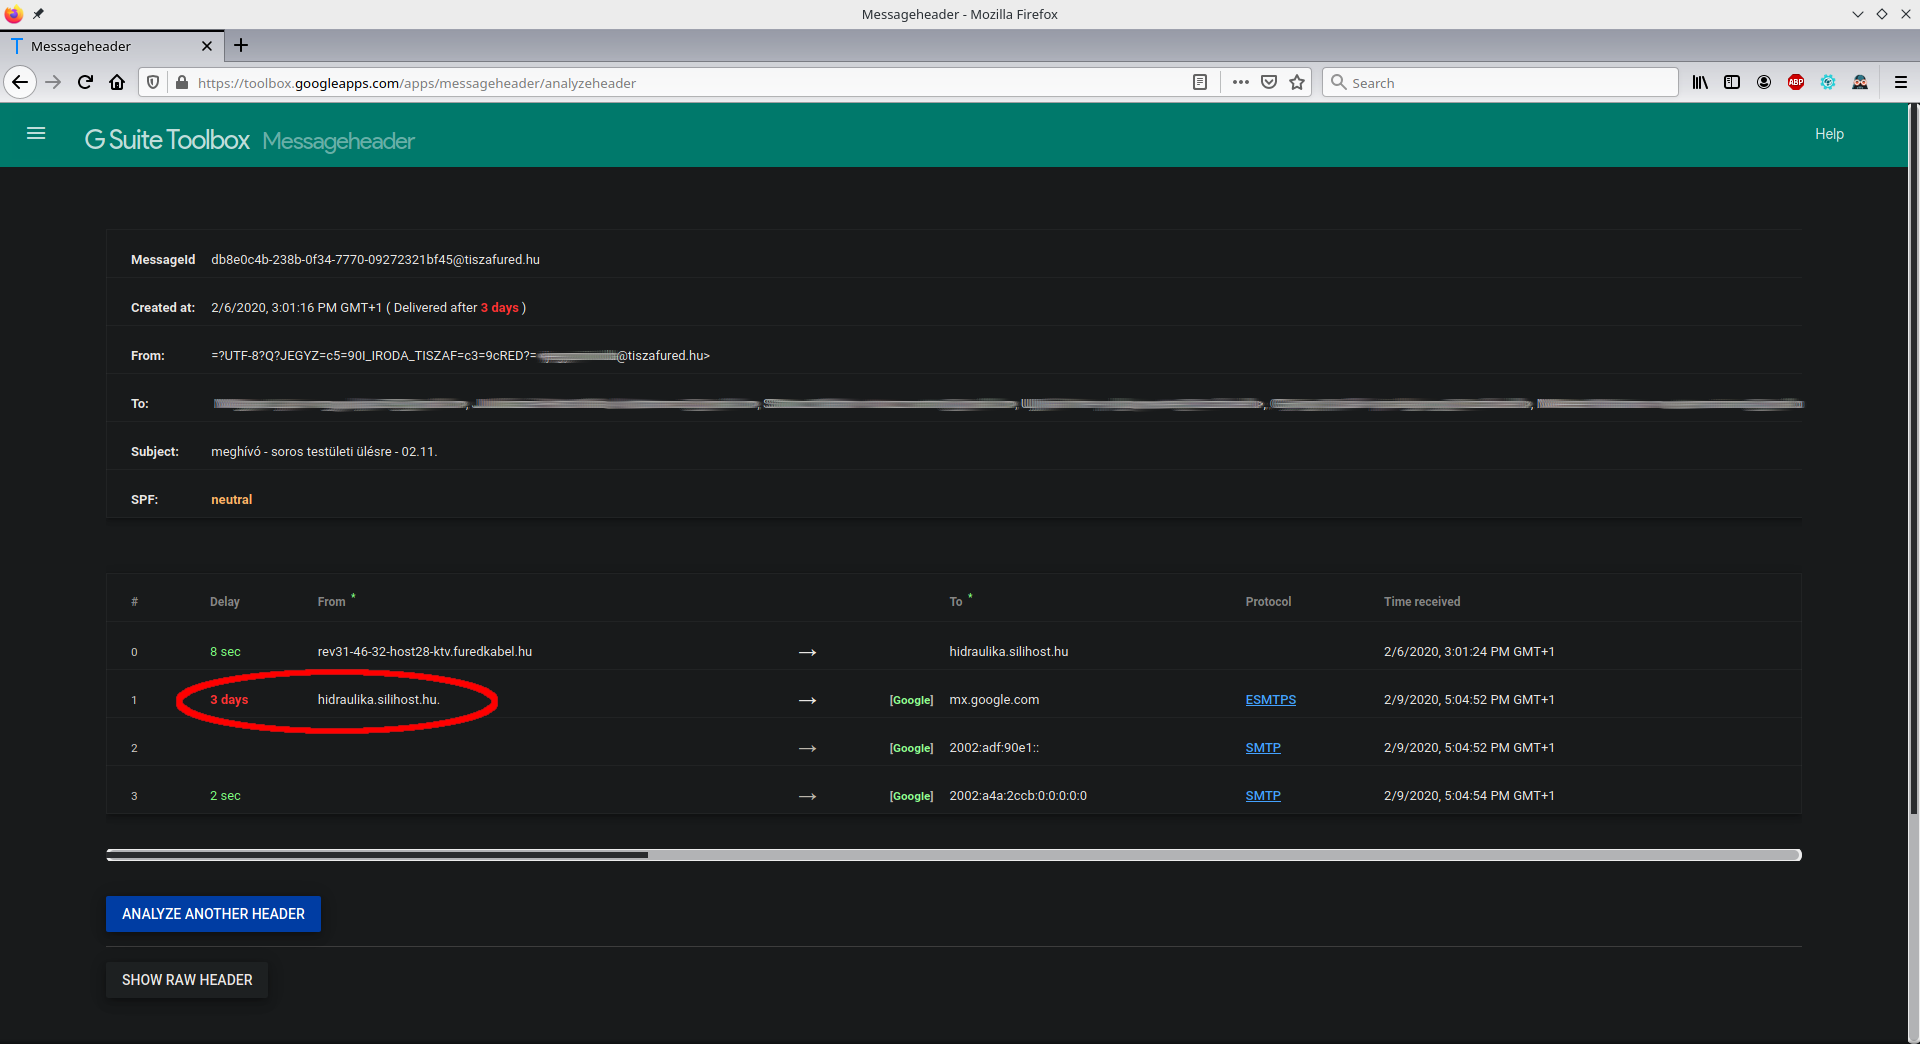 Messageheader - Mozilla Firefox
Messageheader
https://toolbox.googleapps.com/apps/messageheader/analyzeheader
Search
ABP
G Suite Toolbox Messageheader
Help
MessageId db8e0c4b-238b-0f34-7770-09272321bf45@tiszafured.hu
Created at: 2/6/2020, 3:01:16 PM GMT+1 ( Delivered after 3 days )
From: =?UTF-8?Q?JEGYZ=c5=90I_IRODA_TISZAF=c3=9cRED?= @tiszafured.hu>
To:
Subject: meghívó - soros testületi ülésre - 02.11.
SPF: neutral
# Delay From * To * Protocol Time received
0 8 sec rev31-46-32-host28-ktv.furedkabel.hu → hidraulika.silihost.hu 2/6/2020, 3:01:24 PM GMT+1
1 3 days hidraulika.silihost.hu. → [Google] mx.google.com ESMTPS 2/9/2020, 5:04:52 PM GMT+1
2 → [Google] 2002:adf:90e1:: SMTP 2/9/2020, 5:04:52 PM GMT+1
3 2 sec → [Google] 2002:a4a:2ccb:0:0:0:0:0 SMTP 2/9/2020, 5:04:54 PM GMT+1
ANALYZE ANOTHER HEADER
SHOW RAW HEADER